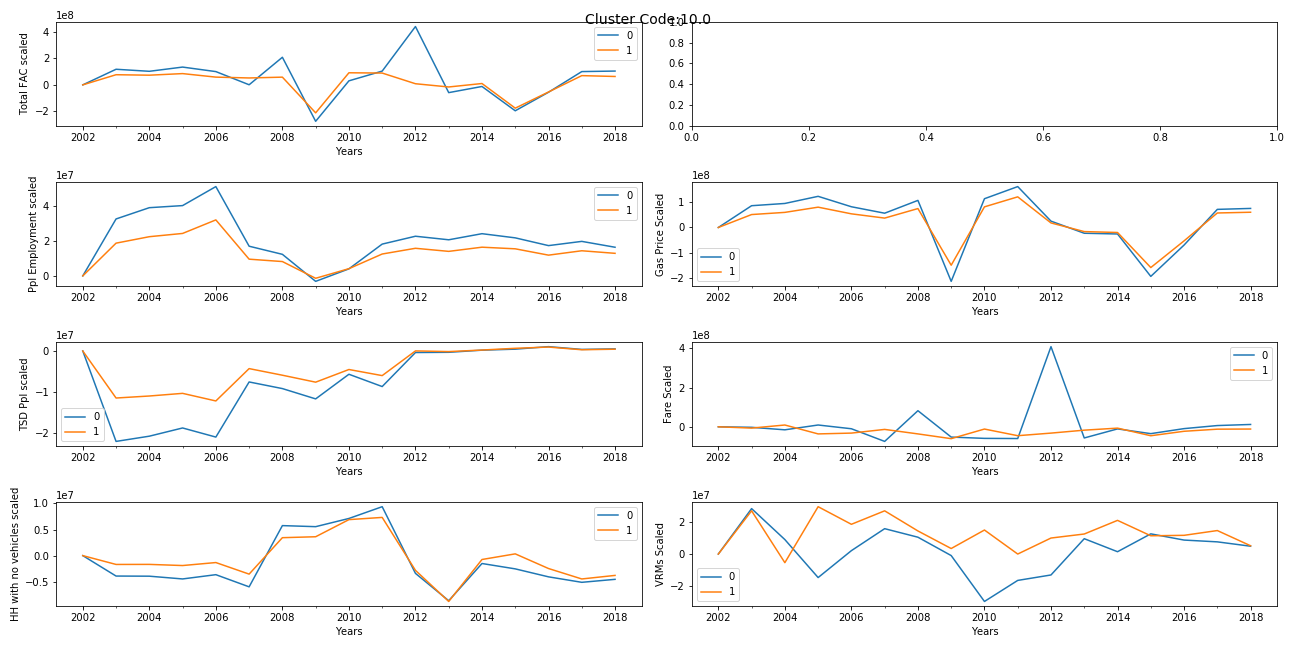 Cluster Code:10.0
1e8
Total FAC scaled
4
2
0
−2
0
1
2002 2004 2006 2008 2010 2012 2014 2016 2018
Years
1.0
0.8
0.6
0.4
0.2
0.0
0.0 0.2 0.4 0.6 0.8 1.0
1e7
Ppl Employment scaled
4
2
0
0
1
2002 2004 2006 2008 2010 2012 2014 2016 2018
Years
1e8
Gas Price Scaled
1
0
−1
−2
0
1
2002 2004 2006 2008 2010 2012 2014 2016 2018
Years
1e7
TSD Ppl scaled
0
−1
−2
0
1
2002 2004 2006 2008 2010 2012 2014 2016 2018
Years
1e8
Fare Scaled
4
2
0
0
1
2002 2004 2006 2008 2010 2012 2014 2016 2018
Years
1e7
HH with no vehicles scaled
1.0
0.5
0.0
−0.5
0
1
2002 2004 2006 2008 2010 2012 2014 2016 2018
Years
1e7
VRMs Scaled
2
0
−2
0
1
2002 2004 2006 2008 2010 2012 2014 2016 2018
Years